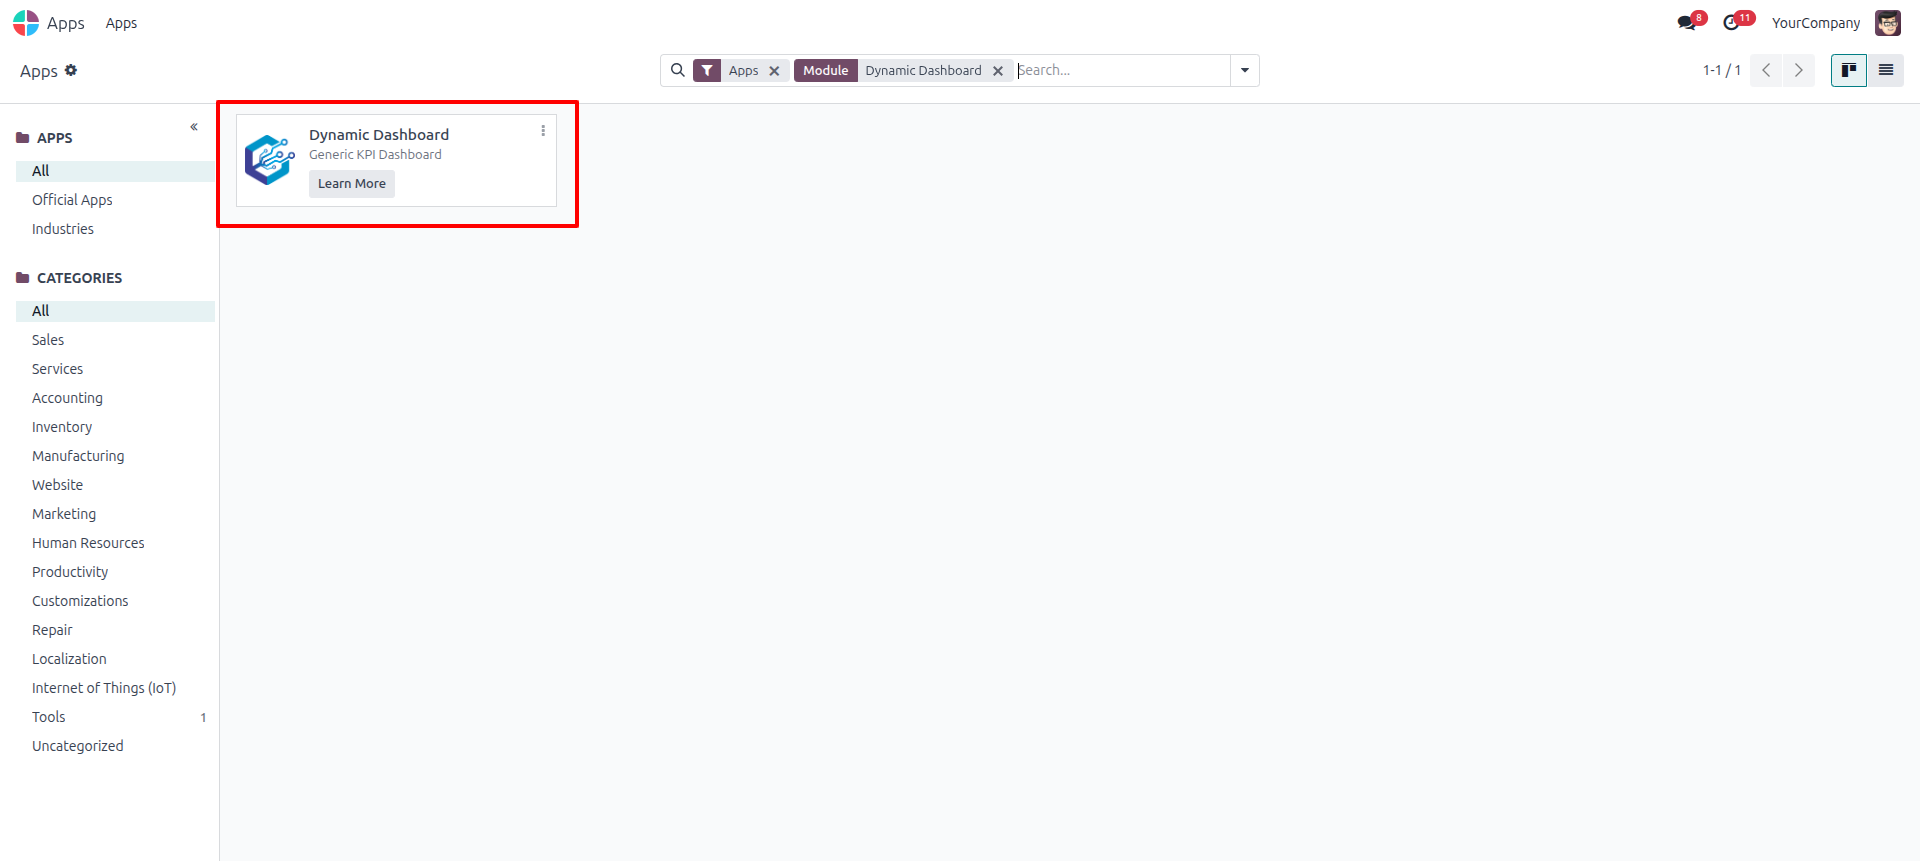 Apps Apps 8 11 YourCompany
Apps Apps Module Dynamic Dashboard Search... 1-1 / 1
APPS
All
Official Apps
Industries
CATEGORIES
All
Sales
Services
Accounting
Inventory
Manufacturing
Website
Marketing
Human Resources
Productivity
Customizations
Repair
Localization
Internet of Things (IoT)
Tools 1
Uncategorized
Dynamic Dashboard
Generic KPI Dashboard
Learn More